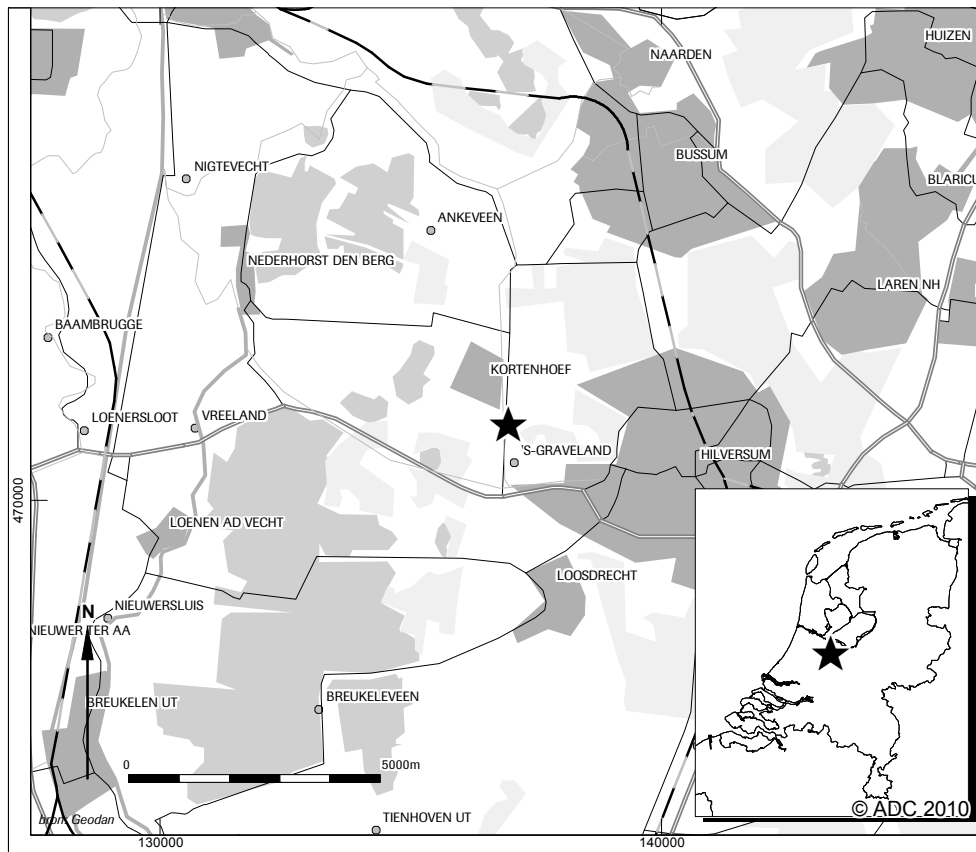 HUIZEN
NAARDEN
BUSSUM
NIGTEVECHT
BLARICU
ANKEVEEN
NEDERHORST DEN BERG
LAREN NH
BAAMBRUGGE
KORTENHOEF
LOENERSLOOT
VREELAND
'S-GRAVELAND
HILVERSUM
470000
LOENEN AD VECHT
LOOSDRECHT
N
NIEUWERSLUIS
NIEUWER TER AA
BREUKELEN UT
BREUKELEVEEN
0
5000m
© ADC 2010
bron: Geodan
TIENHOVEN UT
130000
140000